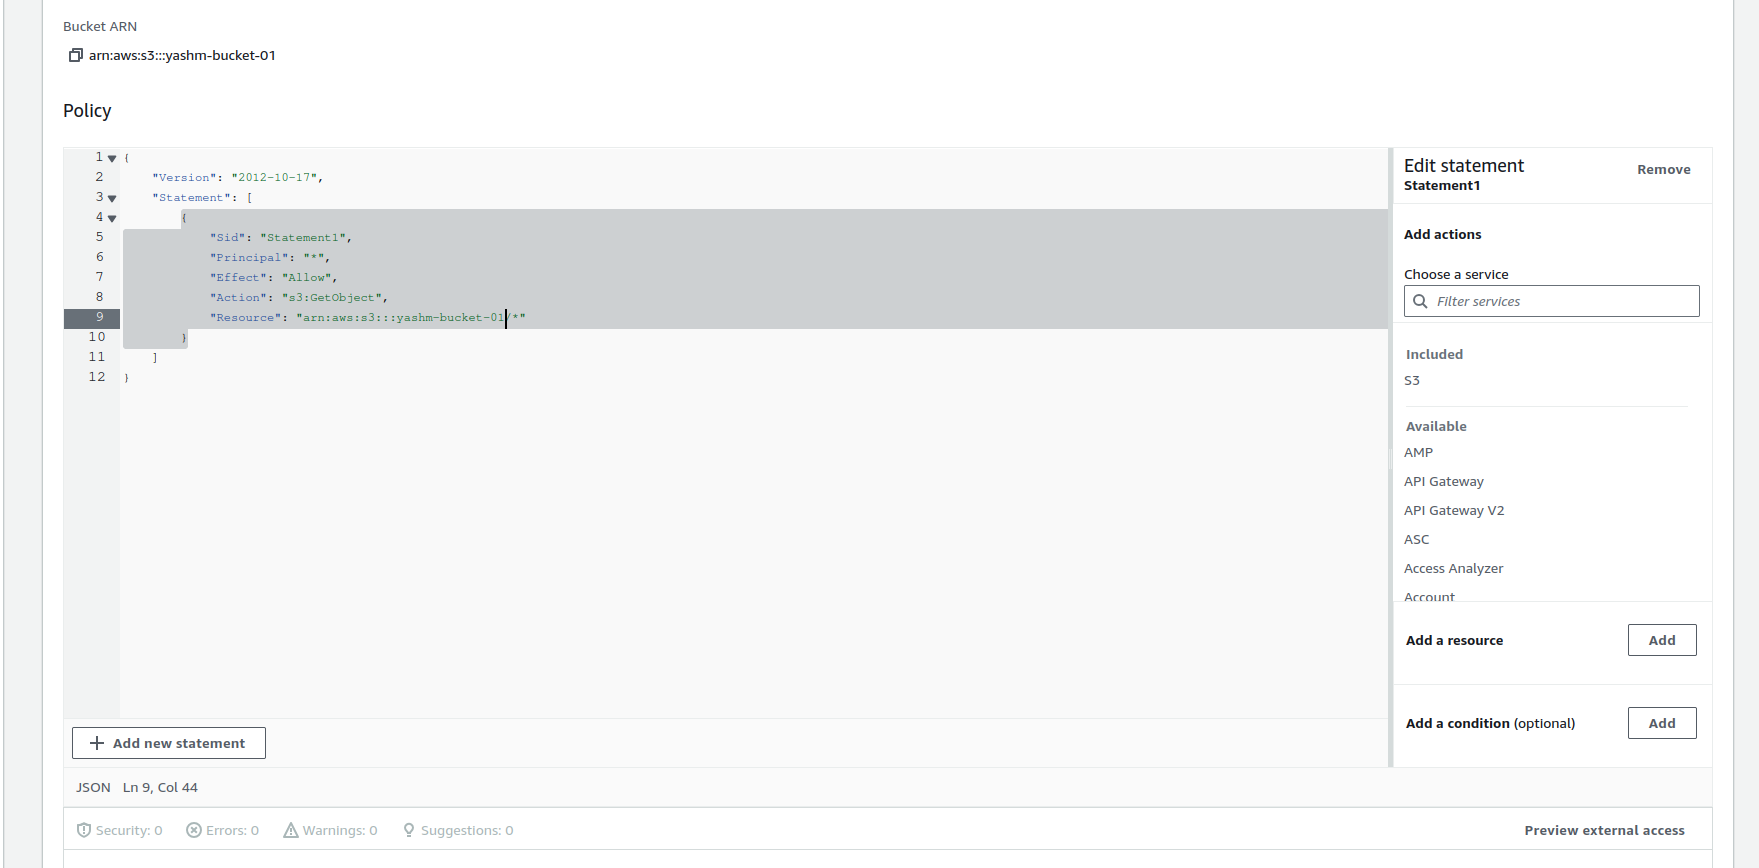 Bucket ARN
arn:aws:s3:::yashm-bucket-01
Policy
1 {
2 "Version": "2012-10-17",
3 "Statement": [
4 {
5 "Sid": "Statement1",
6 "Principal": "*",
7 "Effect": "Allow",
8 "Action": "s3:GetObject",
9 "Resource": "arn:aws:s3:::yashm-bucket-01/*"
10 }
11 ]
12 }
+ Add new statement
JSON Ln 9, Col 44
Security: 0 Errors: 0 Warnings: 0 Suggestions: 0
Preview external access
Edit statement
Remove
Statement1
Add actions
Choose a service
Filter services
Included
S3
Available
AMP
API Gateway
API Gateway V2
ASC
Access Analyzer
Account
Add a resource
Add
Add a condition (optional)
Add